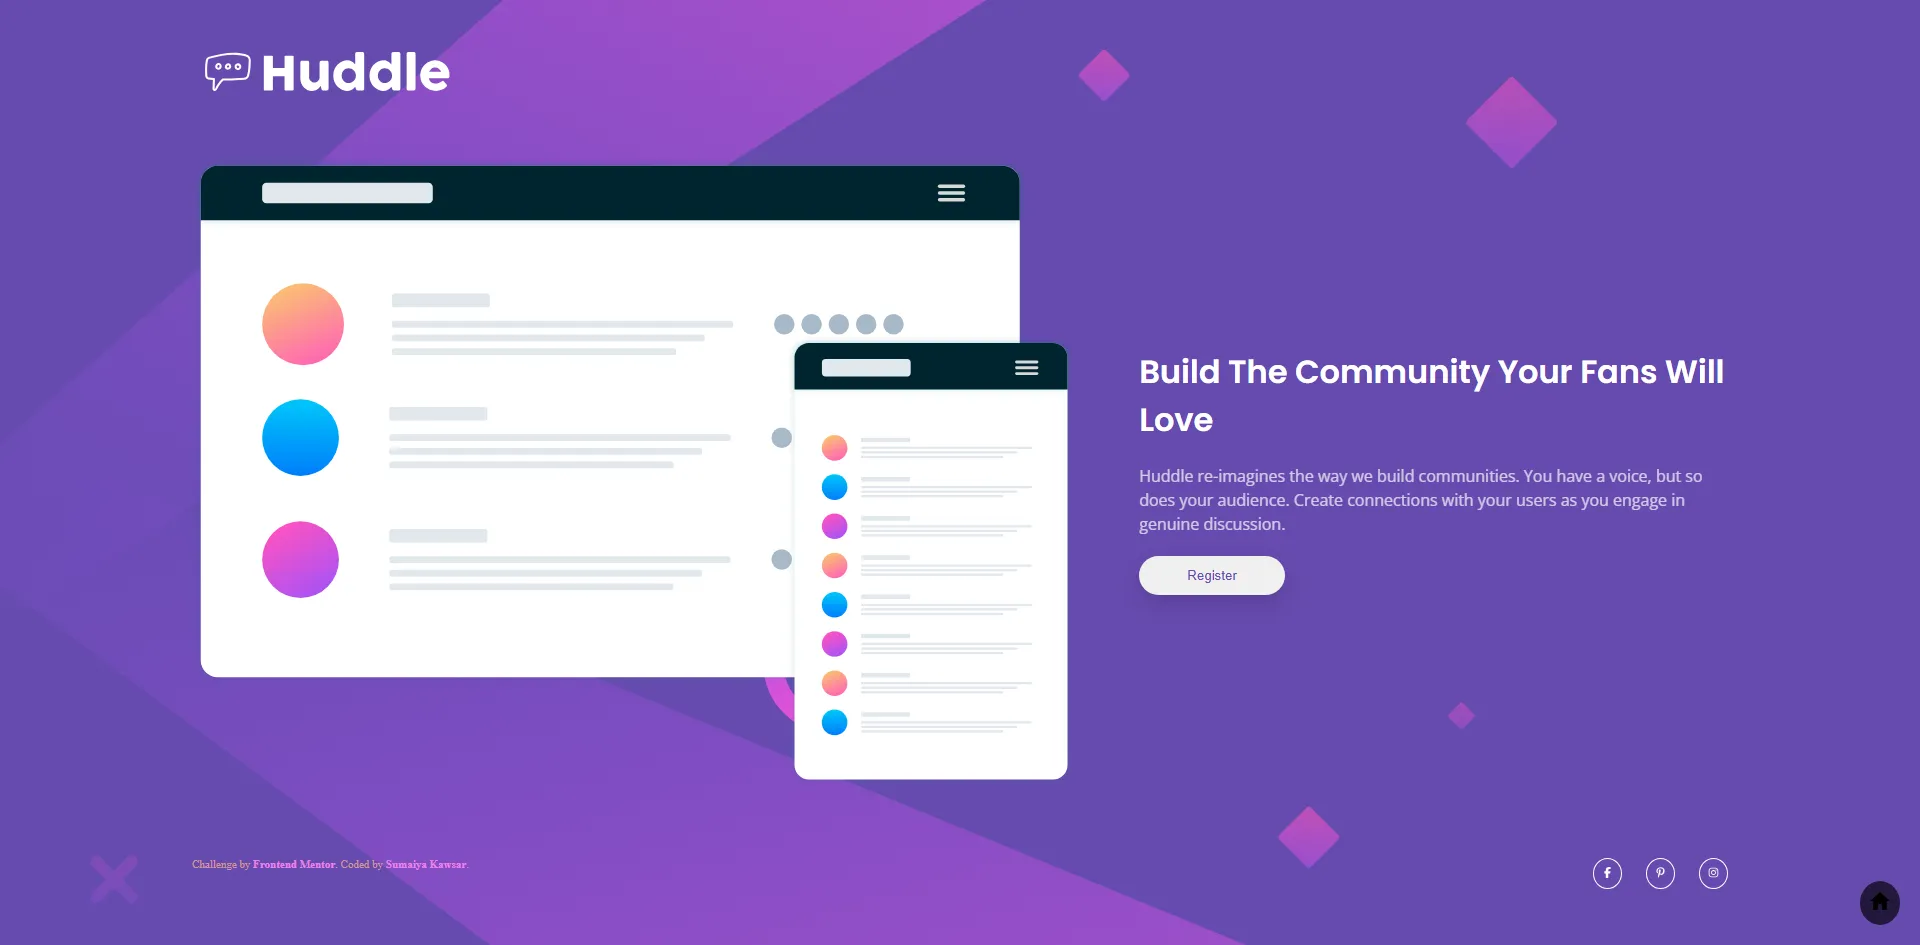 Huddle
Build The Community Your Fans Will
Love
Huddle re-imagines the way we build communities. You have a voice, but so
does your audience. Create connections with your users as you engage in
genuine discussion.
Register
Challenge by Frontend Mentor. Coded by Sumaiya Kawsar.